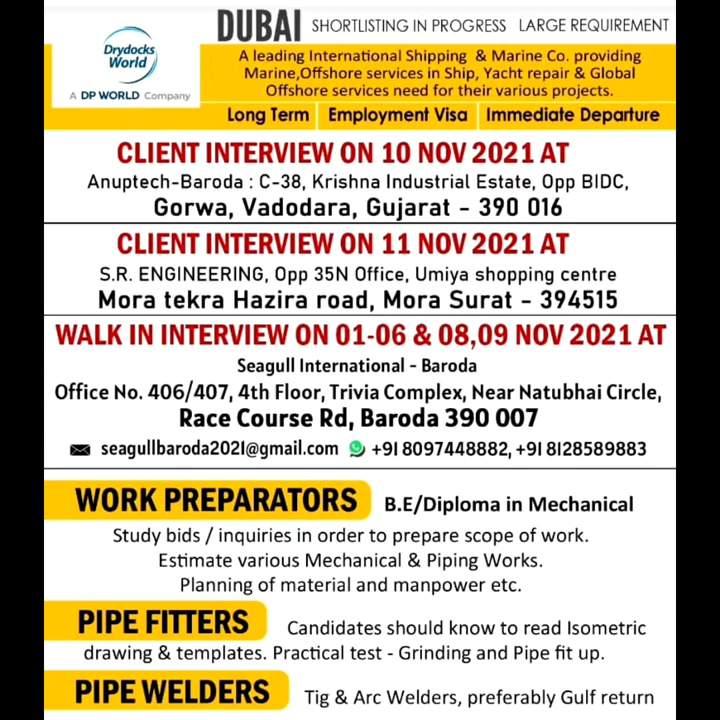 Drydocks
World
A DP WORLD Company
DUBAI SHORTLISTING IN PROGRESS LARGE REQUIREMENT
A leading International Shipping & Marine Co. providing
Marine,Offshore services in Ship, Yacht repair & Global
Offshore services need for their various projects.
Long Term Employment Visa Immediate Departure
CLIENT INTERVIEW ON 10 NOV 2021 AT
Anuptech-Baroda : C-38, Krishna Industrial Estate, Opp BIDC,
Gorwa, Vadodara, Gujarat - 390 016
CLIENT INTERVIEW ON 11 NOV 2021 AT
S.R. ENGINEERING, Opp 35N Office, Umiya shopping centre
Mora tekra Hazira road, Mora Surat - 394515
WALK IN INTERVIEW ON 01-06 & 08,09 NOV 2021 AT
Seagull International - Baroda
Office No. 406/407, 4th Floor, Trivia Complex, Near Natubhai Circle,
Race Course Rd, Baroda 390 007
seagullbaroda2021@gmail.com +91 8097448882, +91 8128589883
WORK PREPARATORS B.E/Diploma in Mechanical
Study bids / inquiries in order to prepare scope of work.
Estimate various Mechanical & Piping Works.
Planning of material and manpower etc.
PIPE FITTERS Candidates should know to read Isometric
drawing & templates. Practical test - Grinding and Pipe fit up.
PIPE WELDERS Tig & Arc Welders, preferably Gulf return